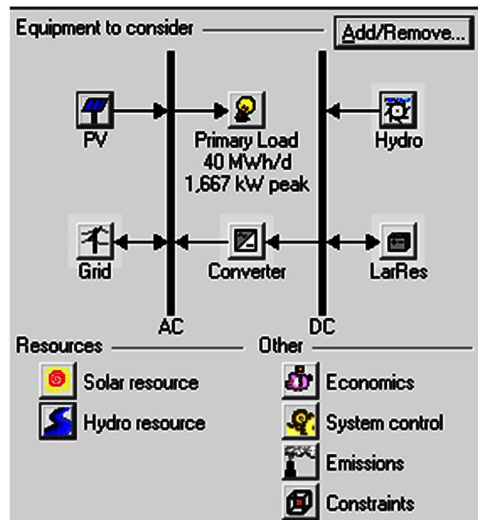 Equipment to consider
Add/Remove...
PV
Primary Load
40 MWh/d
1,667 kW peak
Hydro
Grid
Converter
LarRes
AC
DC
Resources
Other
Solar resource
Economics
Hydro resource
System control
Emissions
Constraints